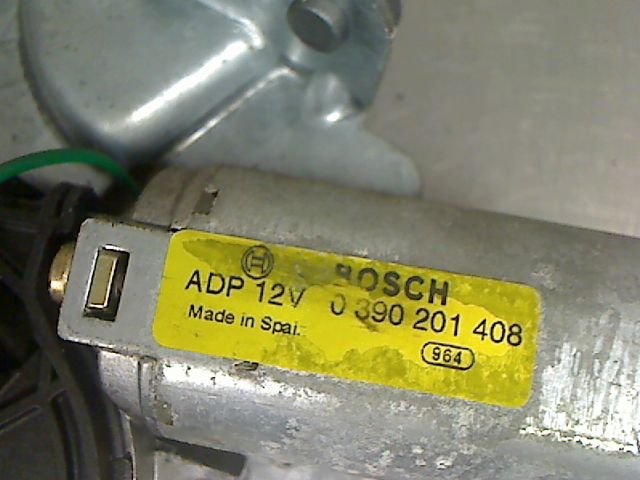 BOSCH
ADP 12V 0 390 201 408
Made in Spai.
964